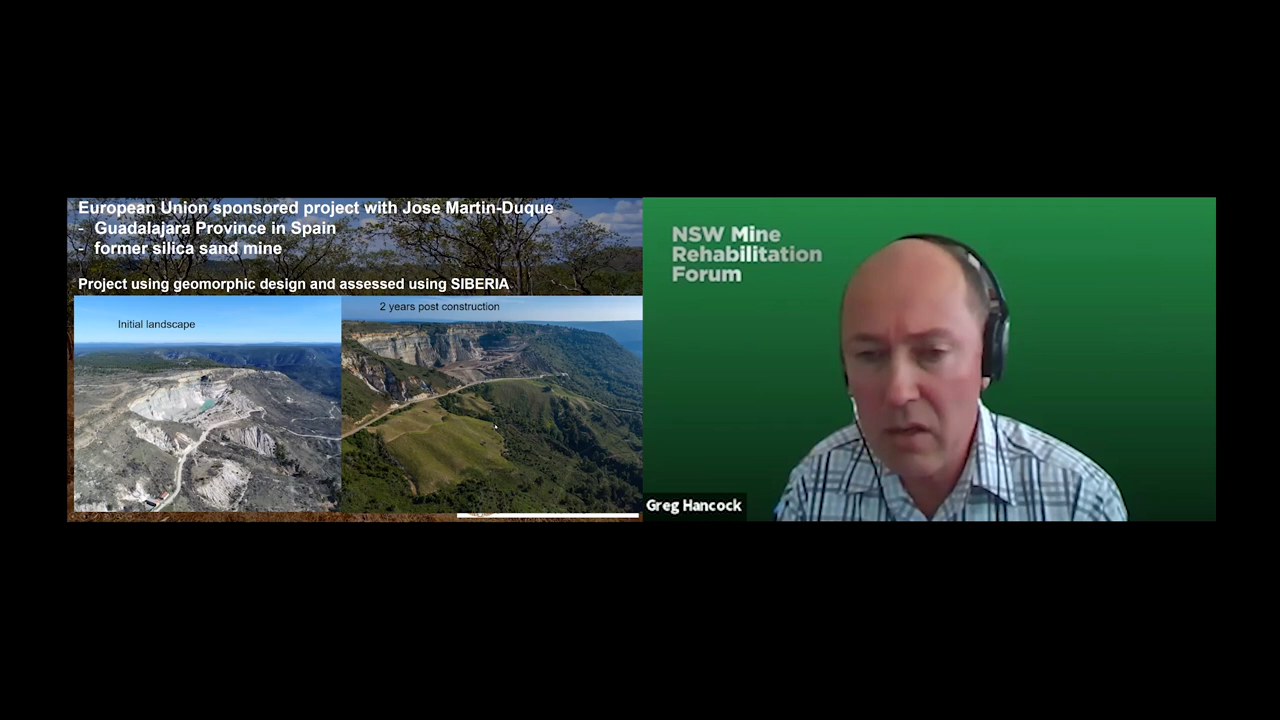 European Union sponsored project with Jose Martin-Duque
- Guadalajara Province in Spain
- former silica sand mine
Project using geomorphic design and assessed using SIBERIA
Initial landscape
2 years post construction
NSW Mine
Rehabilitation
Forum
Greg Hancock